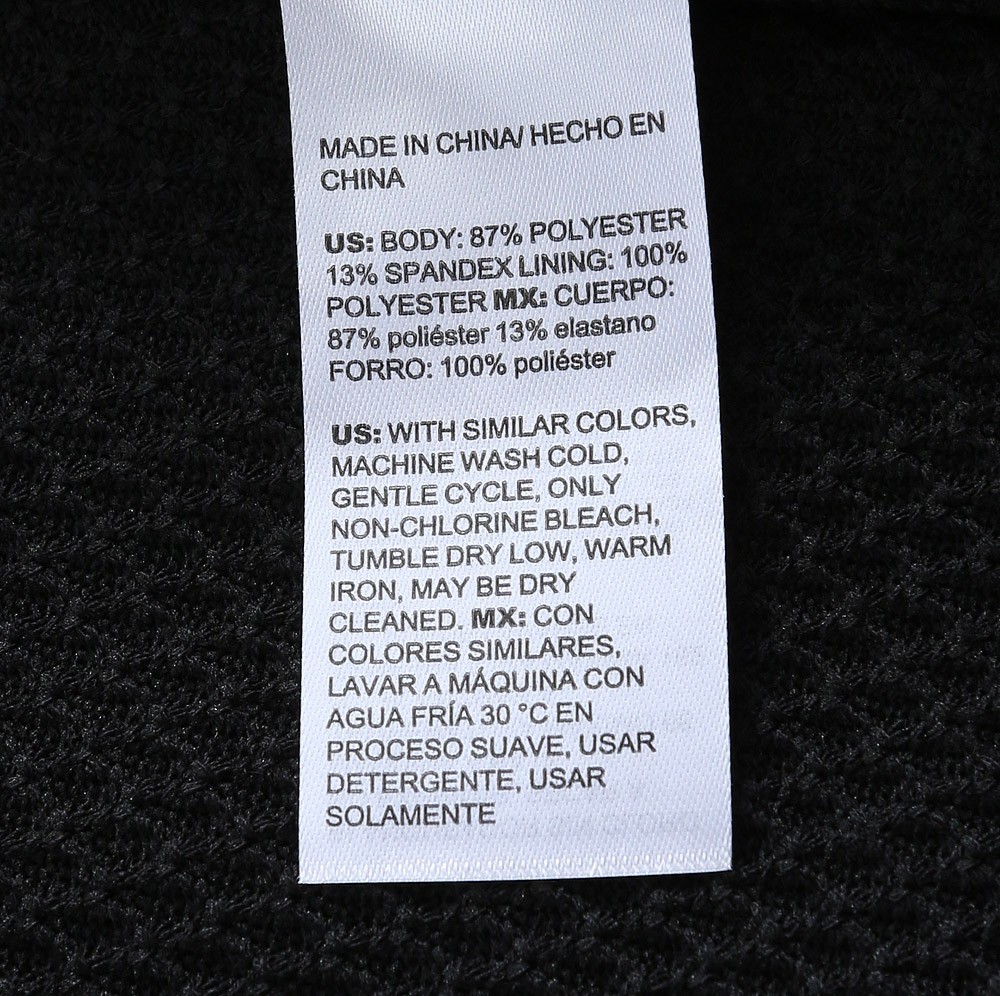 MADE IN CHINA/ HECHO EN
CHINA
US: BODY: 87% POLYESTER
13% SPANDEX LINING: 100%
POLYESTER MX: CUERPO:
87% poliéster 13% elastano
FORRO: 100% poliéster
US: WITH SIMILAR COLORS,
MACHINE WASH COLD,
GENTLE CYCLE, ONLY
NON-CHLORINE BLEACH,
TUMBLE DRY LOW, WARM
IRON, MAY BE DRY
CLEANED. MX: CON
COLORES SIMILARES,
LAVAR A MÁQUINA CON
AGUA FRÍA 30 °C EN
PROCESO SUAVE, USAR
DETERGENTE, USAR
SOLAMENTE